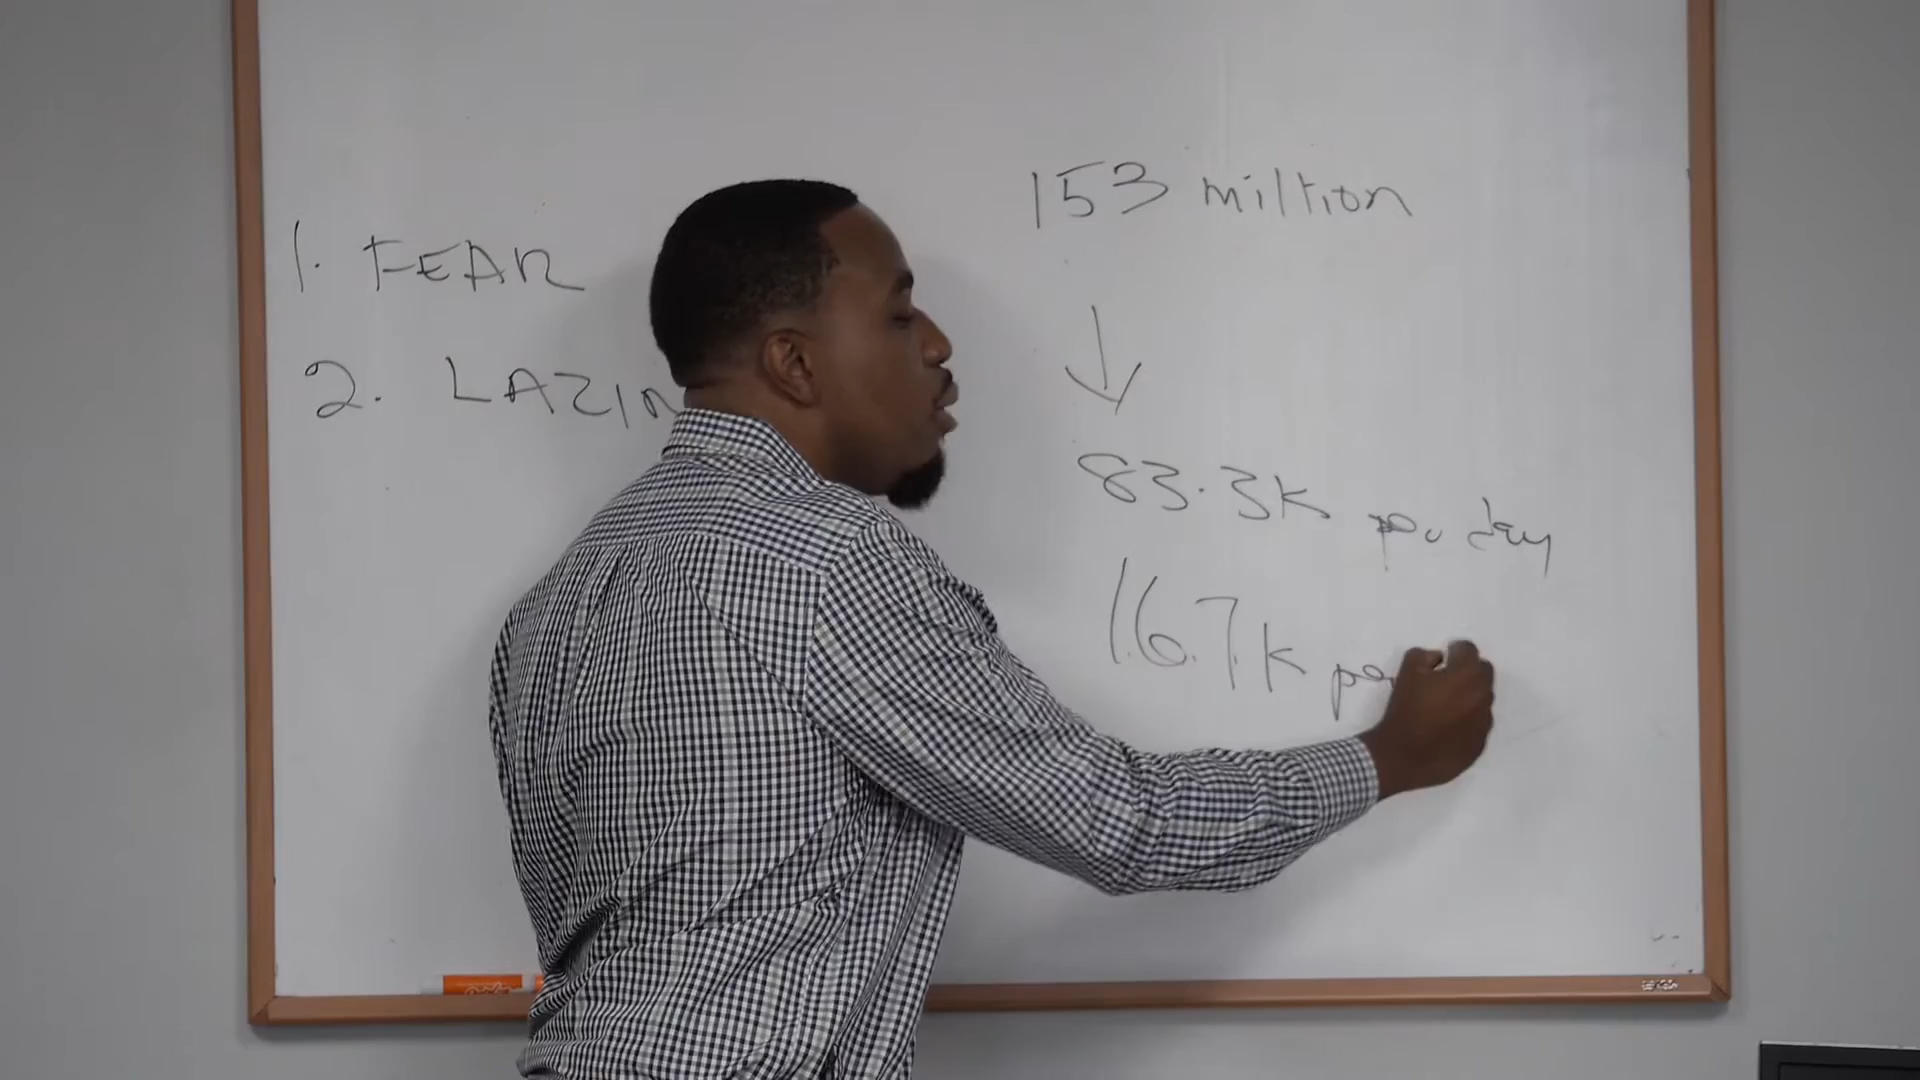 1. FEAR
2. LAZIN
153 million
83.3K per day
16.7K per